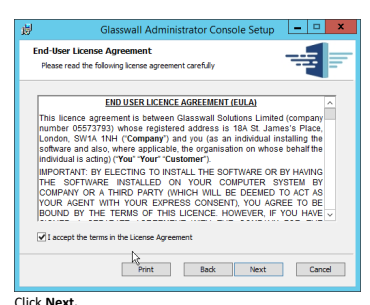 Glasswall Administrator Console Setup
End-User License Agreement
Please read the following license agreement carefully
END USER LICENCE AGREEMENT (EULA)
This licence agreement is between Glasswall Solutions Limited (company
number 05573793) whose registered address is 18A St. James's Place,
London, SW1A 1NH ("Company") and you (as an individual installing the
software and also, where applicable, the organisation on whose behalf the
individual is acting) ("You" "Your" "Customer").
IMPORTANT: BY ELECTING TO INSTALL THE SOFTWARE OR BY HAVING
THE SOFTWARE INSTALLED ON YOUR COMPUTER SYSTEM BY
COMPANY OR A THIRD PARTY (WHICH WILL BE DEEMED TO ACT AS
YOUR AGENT WITH YOUR EXPRESS CONSENT), YOU AGREE TO BE
BOUND BY THE TERMS OF THIS LICENCE. HOWEVER, IF YOU HAVE
I accept the terms in the License Agreement
Print Back Next Cancel
Click Next.